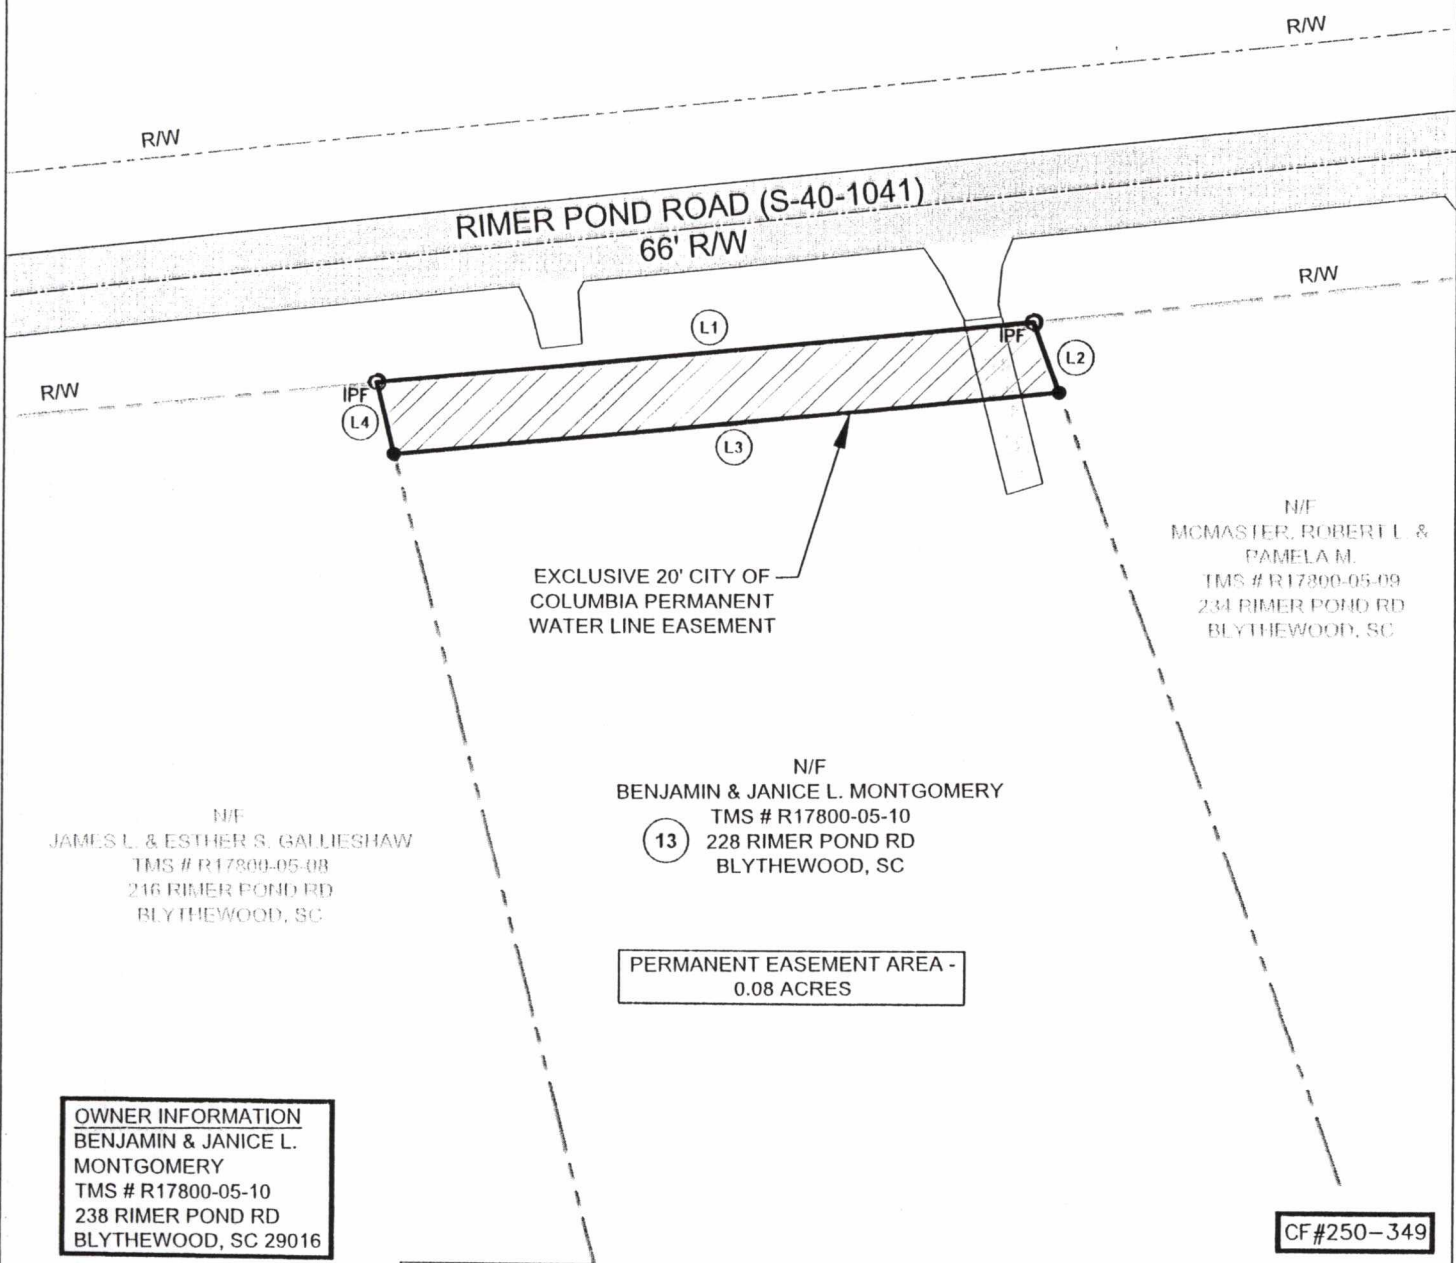 R/W
R/W
RIMER POND ROAD (S-40-1041)
66' R/W
R/W
R/W
L1
IPF
L2
IPF
L4
L3
EXCLUSIVE 20' CITY OF
COLUMBIA PERMANENT
WATER LINE EASEMENT
N/F
MCMASTER, ROBERT L. &
PAMELA M.
TMS # R17800-05-09
234 RIMER POND RD
BLYTHEWOOD, SC
N/F
BENJAMIN & JANICE L. MONTGOMERY
TMS # R17800-05-10
13 228 RIMER POND RD
BLYTHEWOOD, SC
N/F
JAMES L. & ESTHER S. GALLIESHAW
TMS # R17800-05-08
216 RIMER POND RD
BLYTHEWOOD, SC
PERMANENT EASEMENT AREA -
0.08 ACRES
OWNER INFORMATION
BENJAMIN & JANICE L.
MONTGOMERY
TMS # R17800-05-10
238 RIMER POND RD
BLYTHEWOOD, SC 29016
CF#250-349